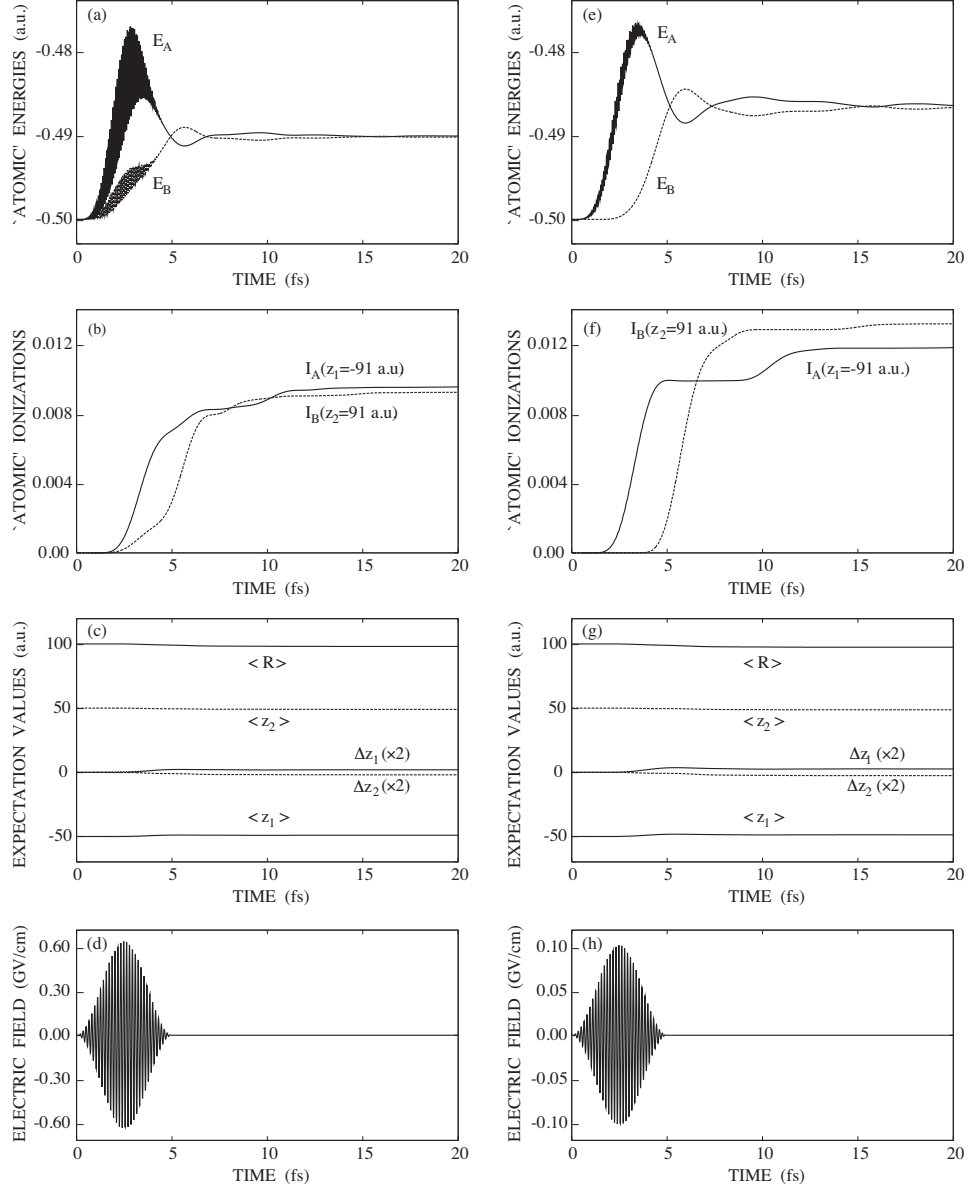 (a)
E_A
E_B
-0.48
-0.49
-0.50
`ATOMIC' ENERGIES (a.u.)
0 5 10 15 20
TIME (fs)
(e)
E_A
E_B
-0.48
-0.49
-0.50
`ATOMIC' ENERGIES (a.u.)
0 5 10 15 20
TIME (fs)
(b)
I_A(z_1=-91 a.u)
I_B(z_2=91 a.u)
0.012
0.008
0.004
0.00
`ATOMIC' IONIZATIONS
0 5 10 15 20
TIME (fs)
(f)
I_B(z_2=91 a.u.)
I_A(z_1=-91 a.u.)
0.012
0.008
0.004
0.00
`ATOMIC' IONIZATIONS
0 5 10 15 20
TIME (fs)
(c)
< R >
< z_2 >
Δz_1 (×2)
Δz_2 (×2)
< z_1 >
100
50
0
-50
EXPECTATION VALUES (a.u.)
0 5 10 15 20
TIME (fs)
(g)
< R >
< z_2 >
Δz_1 (×2)
Δz_2 (×2)
< z_1 >
100
50
0
-50
EXPECTATION VALUES (a.u.)
0 5 10 15 20
TIME (fs)
(d)
0.60
0.30
0.00
-0.30
-0.60
ELECTRIC FIELD (GV/cm)
0 5 10 15 20
TIME (fs)
(h)
0.10
0.05
0.00
-0.05
-0.10
ELECTRIC FIELD (GV/cm)
0 5 10 15 20
TIME (fs)